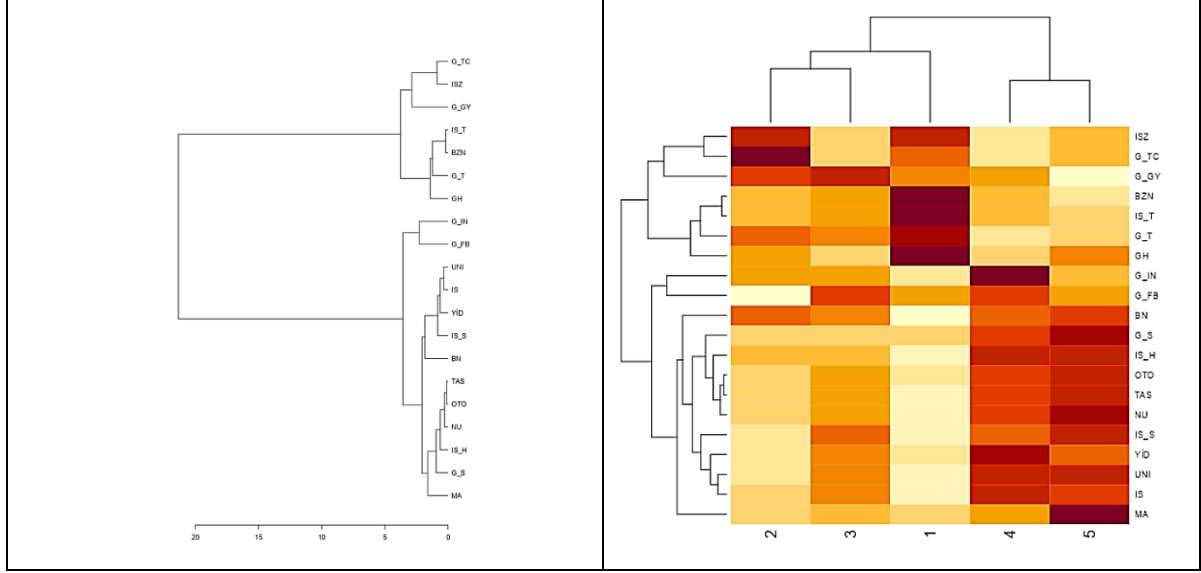 G_TC
ISZ
G_GY
IS_T
BZN
G_T
GH
G_IN
G_FB
UNI
IS
YİD
IS_S
BN
TAS
OTO
NU
IS_H
G_S
MA
20 15 10 5 0
ISZ
G_TC
G_GY
BZN
IS_T
G_T
GH
G_IN
G_FB
BN
G_S
IS_H
OTO
TAS
NU
IS_S
YİD
UNI
IS
MA
2 3 1 4 5